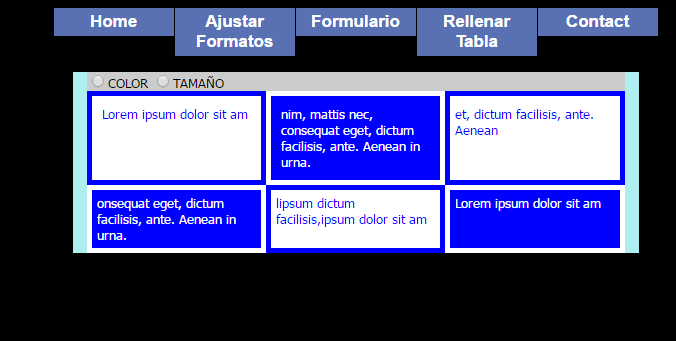 Home
Ajustar
Formatos
Formulario
Rellenar
Tabla
Contact
COLOR TAMAÑO
Lorem ipsum dolor sit am
nim, mattis nec,
consequat eget, dictum
facilisis, ante. Aenean in
urna.
et, dictum facilisis, ante.
Aenean
onsequat eget, dictum
facilisis, ante. Aenean in
urna.
lipsum dictum
facilisis,ipsum dolor sit am
Lorem ipsum dolor sit am